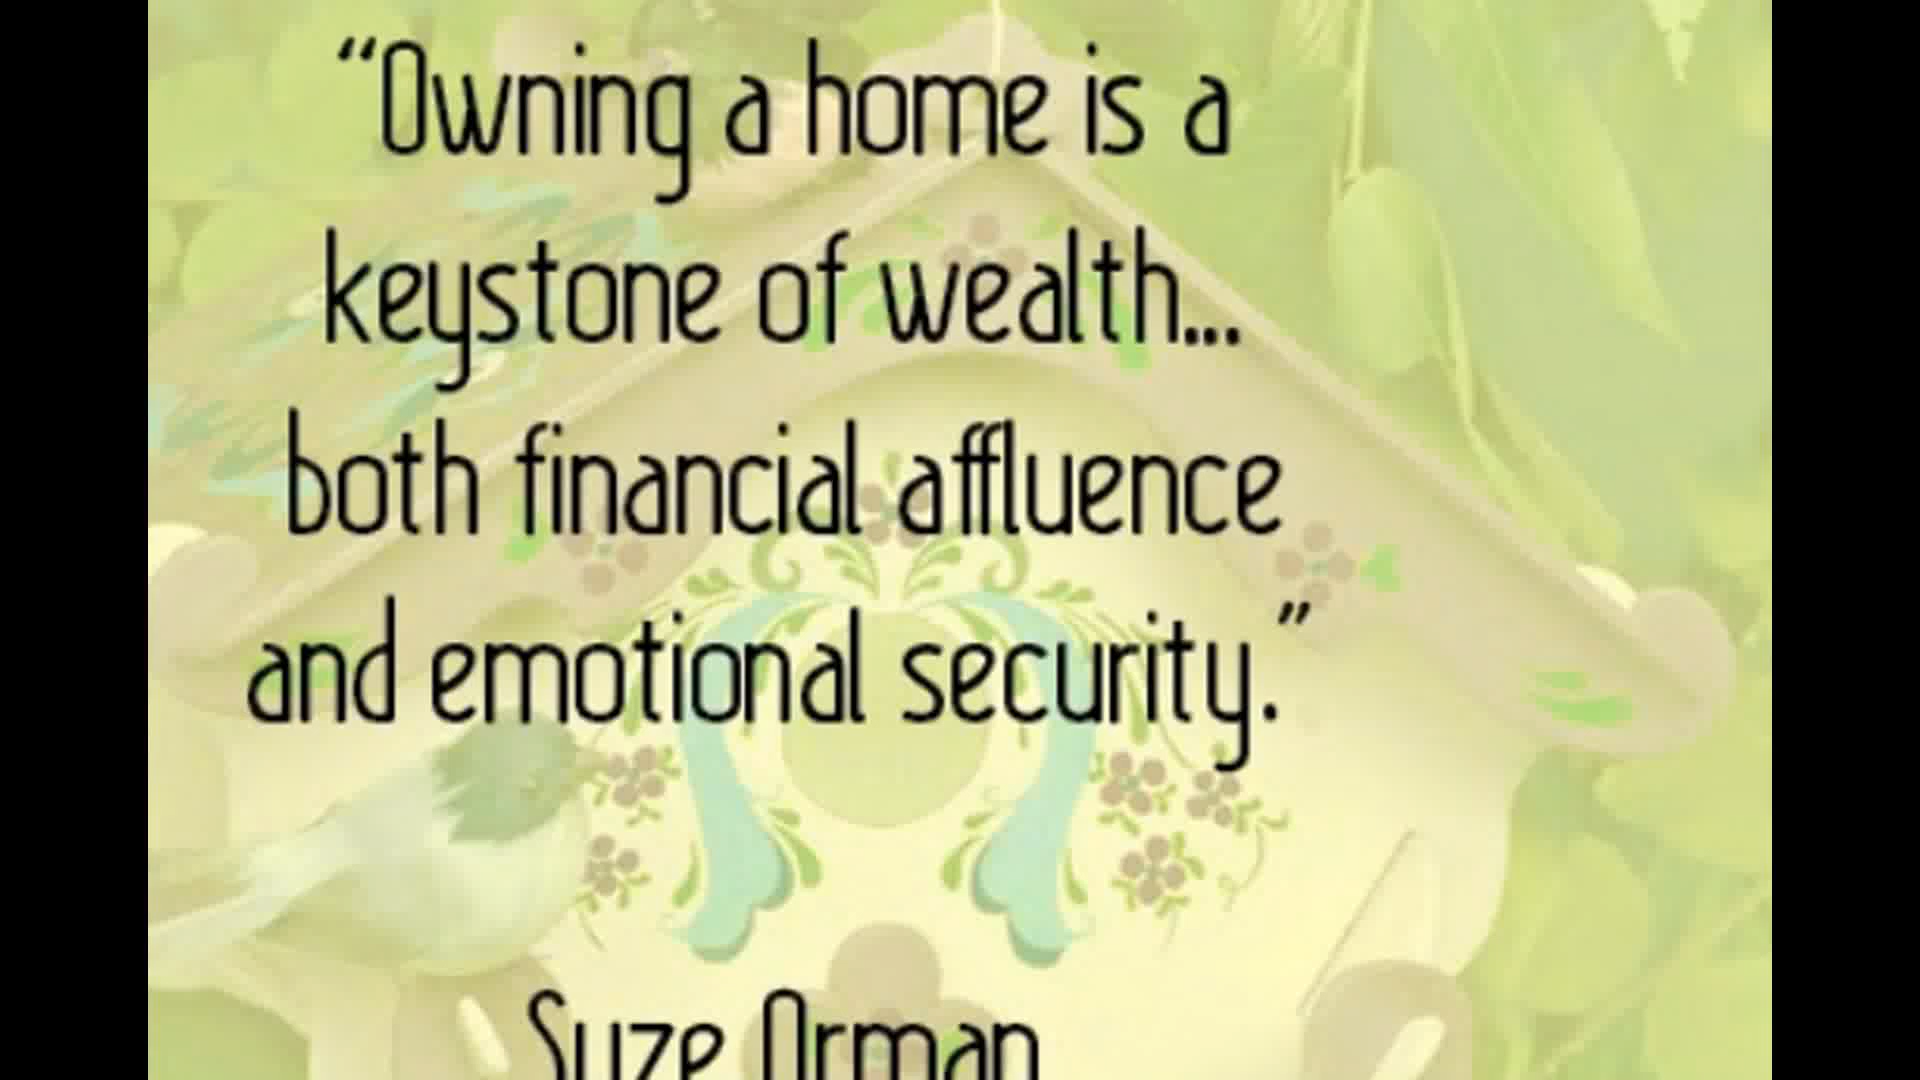 “Owning a home is a
keystone of wealth...
both financial affluence
and emotional security.”
Suze Orman